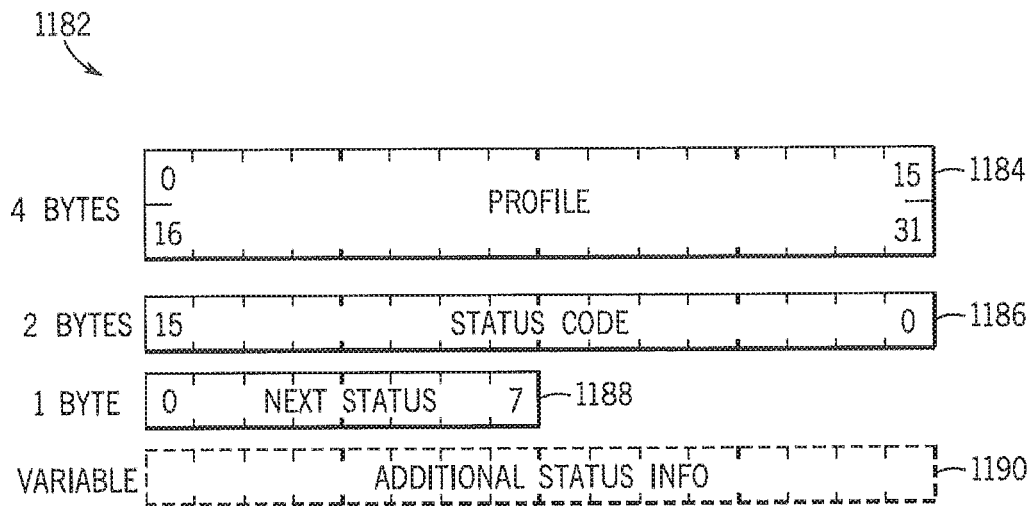 1182
0 15 1184
4 BYTES PROFILE
16 31
2 BYTES 15 STATUS CODE 0 1186
1 BYTE 0 NEXT STATUS 7 1188
VARIABLE ADDITIONAL STATUS INFO 1190